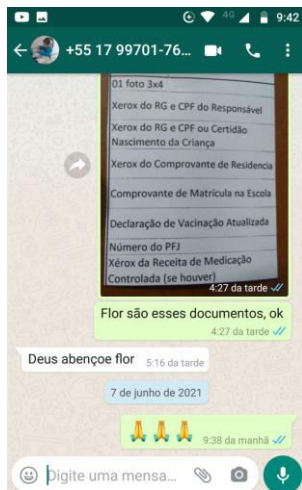 4G 9:42
+55 17 99701-76...
01 foto 3x4
Xerox do RG e CPF do Responsável
Xerox do RG e CPF ou Certidão
Nascimento da Criança
Xerox do Comprovante de Residencia
Comprovante de Matrícula na Escola
Declaração de Vacinação Atualizada
Número do PFJ
Xérox da Receita de Medicação
Controlada (se houver)
4:27 da tarde
Flor são esses documentos, ok
4:27 da tarde
Deus abençoe flor 5:16 da tarde
7 de junho de 2021
9:38 da manhã
Digite uma mensa...